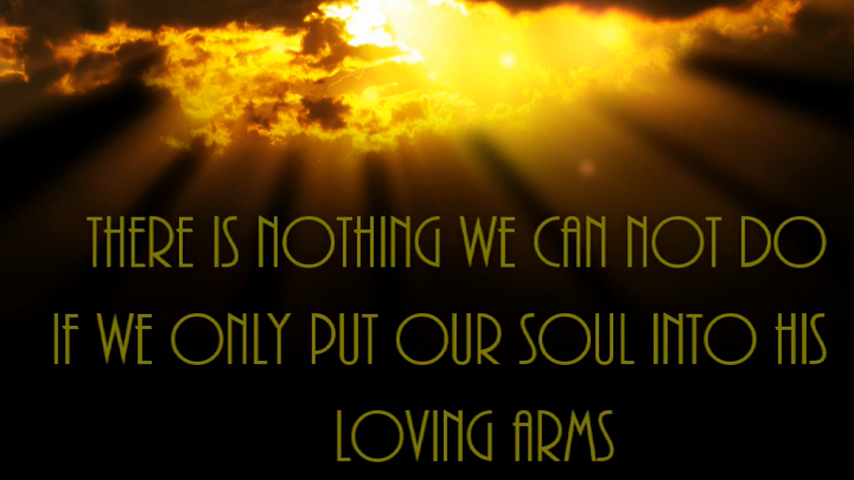 THERE IS NOTHING WE CAN NOT DO
IF WE ONLY PUT OUR SOUL INTO HIS
LOVING ARMS